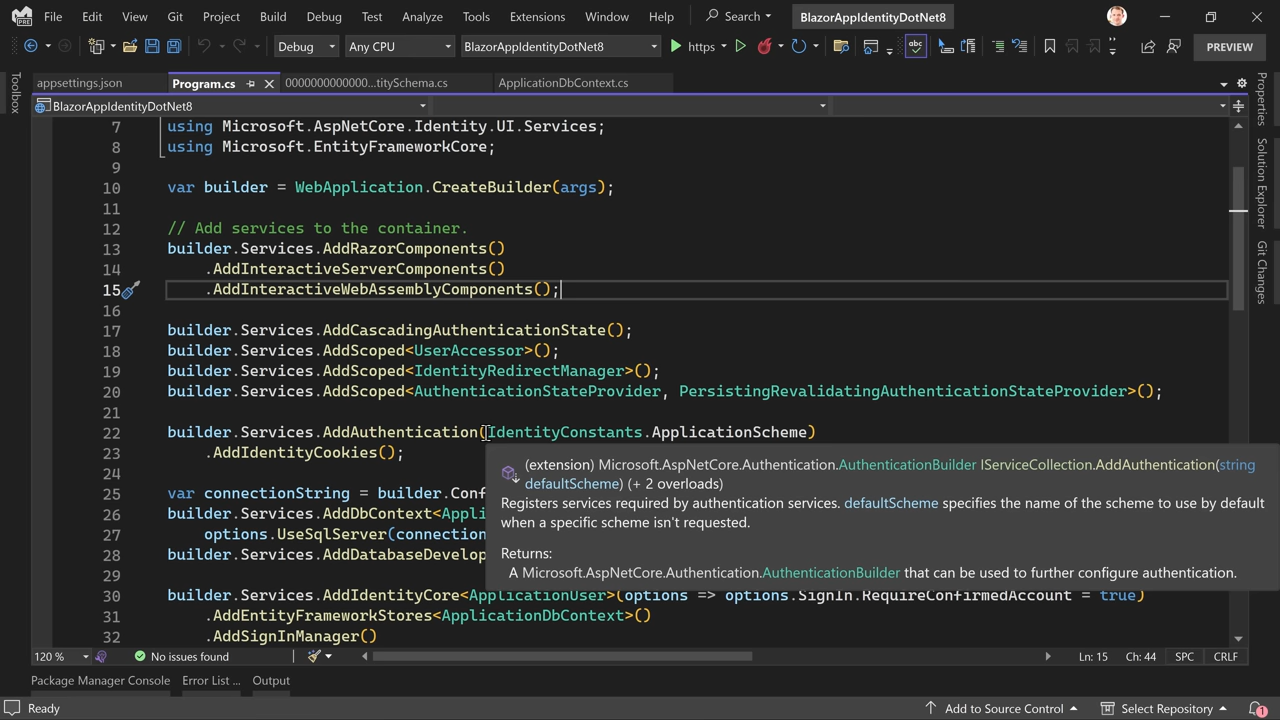 File Edit View Git Project Build Debug Test Analyze Tools Extensions Window Help Search BlazorAppIdentityDotNet8
PRE
Debug Any CPU BlazorAppIdentityDotNet8 https PREVIEW
appsettings.json Program.cs 00000000000000...titySchema.cs ApplicationDbContext.cs
Toolbox
Properties
Solution Explorer
Git Changes
BlazorAppIdentityDotNet8
7 using Microsoft.AspNetCore.Identity.UI.Services;
8 using Microsoft.EntityFrameworkCore;
9
10 var builder = WebApplication.CreateBuilder(args);
11
12 // Add services to the container.
13 builder.Services.AddRazorComponents()
14 .AddInteractiveServerComponents()
15 .AddInteractiveWebAssemblyComponents();
16
17 builder.Services.AddCascadingAuthenticationState();
18 builder.Services.AddScoped<UserAccessor>();
19 builder.Services.AddScoped<IdentityRedirectManager>();
20 builder.Services.AddScoped<AuthenticationStateProvider, PersistingRevalidatingAuthenticationStateProvider>();
21
22 builder.Services.AddAuthentication(IdentityConstants.ApplicationScheme)
23 .AddIdentityCookies();
24
(extension) Microsoft.AspNetCore.Authentication.AuthenticationBuilder IServiceCollection.AddAuthentication(string
defaultScheme) (+ 2 overloads)
Registers services required by authentication services. defaultScheme specifies the name of the scheme to use by default
when a specific scheme isn't requested.
Returns:
A Microsoft.AspNetCore.Authentication.AuthenticationBuilder that can be used to further configure authentication.
25 var connectionString = builder.Conf
26 builder.Services.AddDbContext<Appli
27 options.UseSqlServer(connection
28 builder.Services.AddDatabaseDevelop
29
30 builder.Services.AddIdentityCore<ApplicationUser>(options => options.SignIn.RequireConfirmedAccount = true)
31 .AddEntityFrameworkStores<ApplicationDbContext>()
32 .AddSignInManager()
120 % No issues found Ln: 15 Ch: 44 SPC CRLF
Package Manager Console Error List ... Output
Ready Add to Source Control Select Repository 1